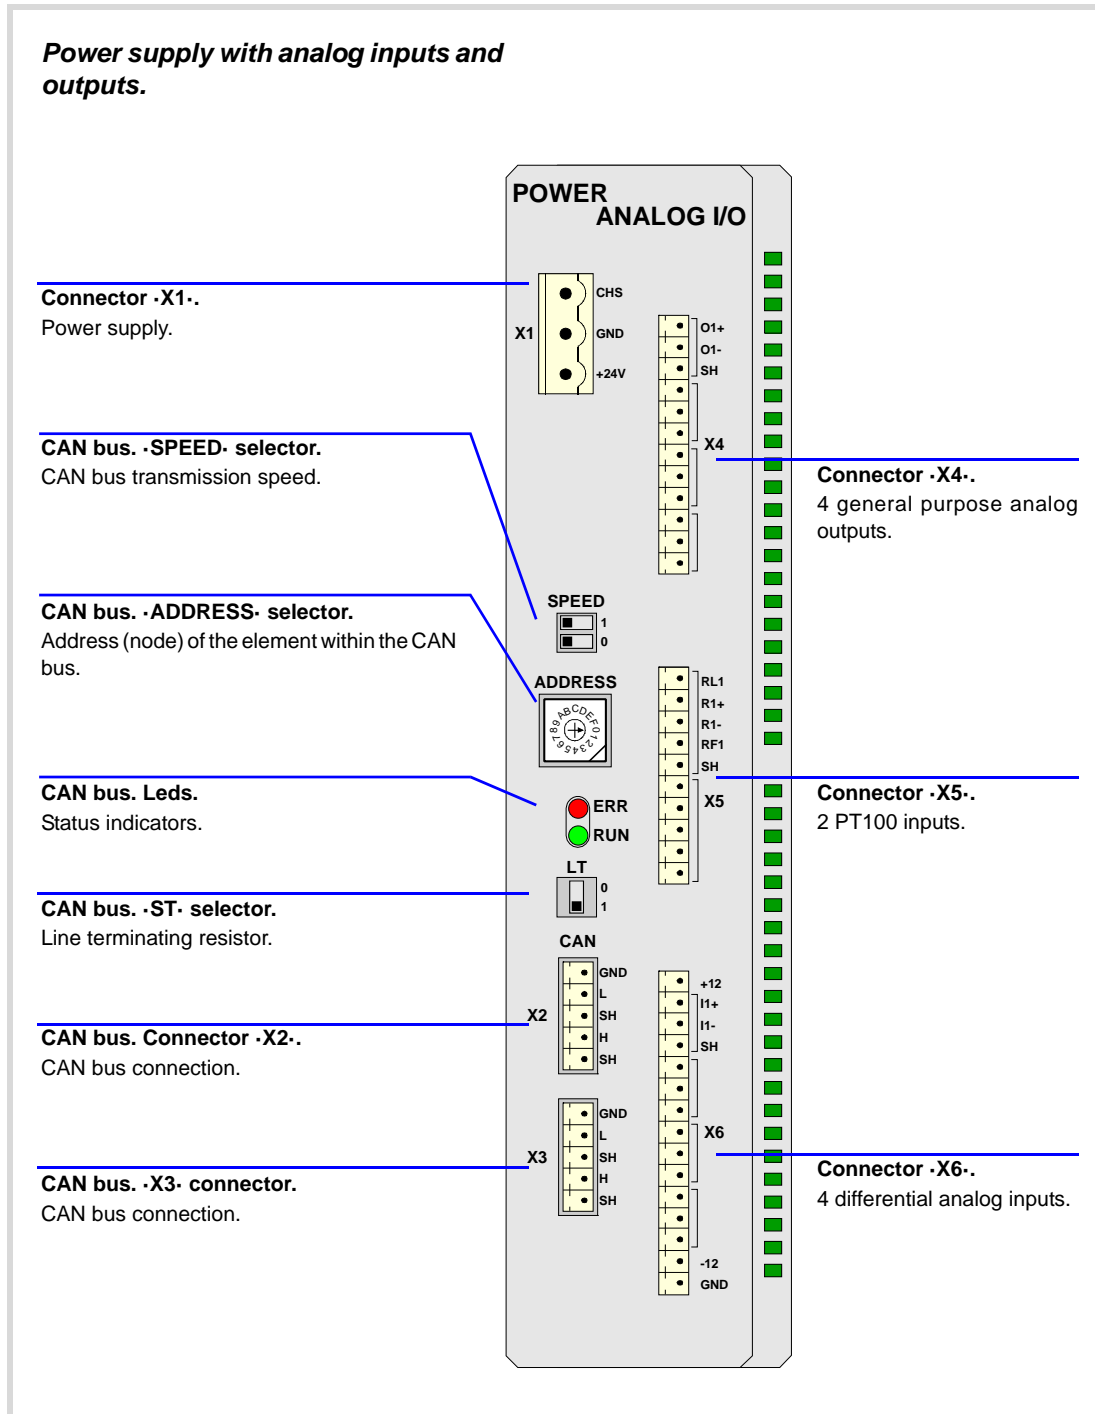 Power supply with analog inputs and
outputs.
POWER
ANALOG I/O
Connector ·X1·.
Power supply.
X1
CHS
GND
+24V
O1+
O1-
SH
X4
CAN bus. ·SPEED· selector.
CAN bus transmission speed.
Connector ·X4·.
4 general purpose analog
outputs.
SPEED
1
0
CAN bus. ·ADDRESS· selector.
Address (node) of the element within the CAN
bus.
ADDRESS
0123456789ABCDEF
RL1
R1+
R1-
RF1
SH
X5
CAN bus. Leds.
Status indicators.
ERR
RUN
Connector ·X5·.
2 PT100 inputs.
LT
0
1
CAN bus. ·ST· selector.
Line terminating resistor.
CAN
X2
GND
L
SH
H
SH
CAN bus. Connector ·X2·.
CAN bus connection.
+12
I1+
I1-
SH
X6
-12
GND
X3
GND
L
SH
H
SH
CAN bus. ·X3· connector.
CAN bus connection.
Connector ·X6·.
4 differential analog inputs.